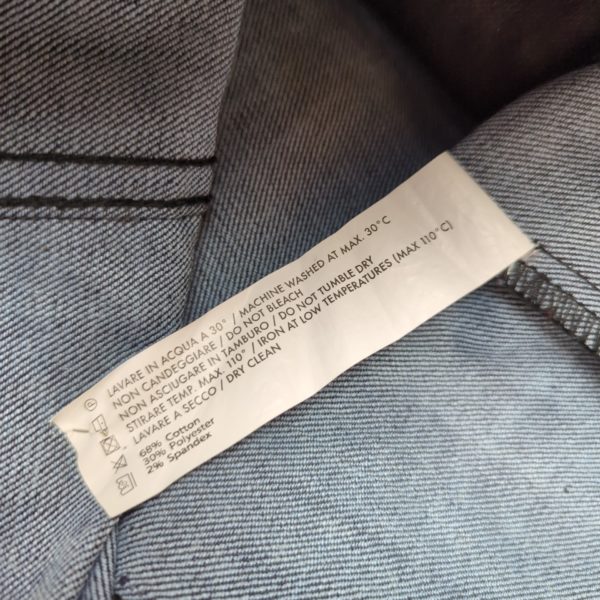 LAVARE IN ACQUA A 30° / MACHINE WASHED AT MAX. 30°C
NON CANDEGGIARE / DO NOT BLEACH
NON ASCIUGARE IN TAMBURO / DO NOT TUMBLE DRY
STIRARE TEMP. MAX. 110° / IRON AT LOW TEMPERATURES (MAX 110°C)
LAVARE A SECCO / DRY CLEAN
68% Cotton
30% Polyester
2% Spandex